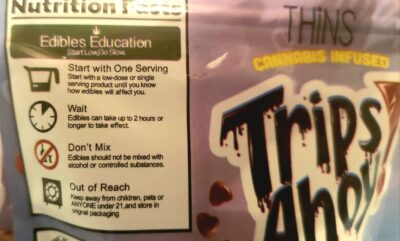 Nutrition Facts
Edibles Education
Start Low, Go Slow.
Start with One Serving
Start with a low-dose or single
serving product until you know
how edibles will affect you.
Wait
Edibles can take up to 2 hours or
longer to take effect.
Don't Mix
Edibles should not be mixed with
alcohol or controlled substances.
Out of Reach
Keep away from children, pets or
ANYONE under 21, and store in
original packaging
THiNS
CANNABIS INFUSED
Trips
Ahoy